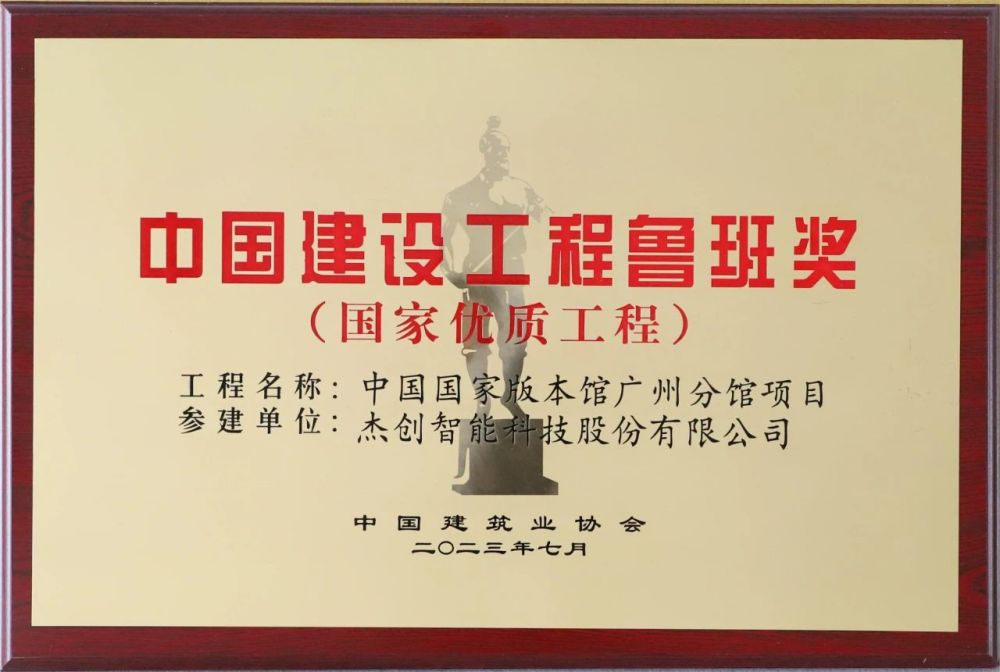 中国建设工程鲁班奖
（国家优质工程）
工程名称：中国国家版本馆广州分馆项目
参建单位：杰创智能科技股份有限公司
中国建筑业协会
二〇二三年七月